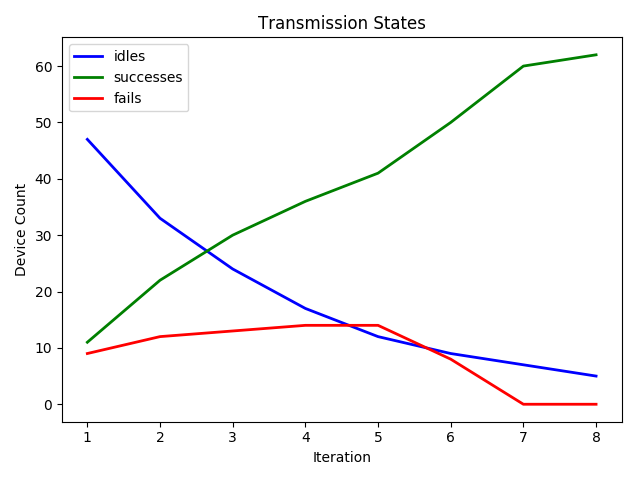 Transmission States
idles
successes
fails
Device Count
60
50
40
30
20
10
0
1 2 3 4 5 6 7 8
Iteration